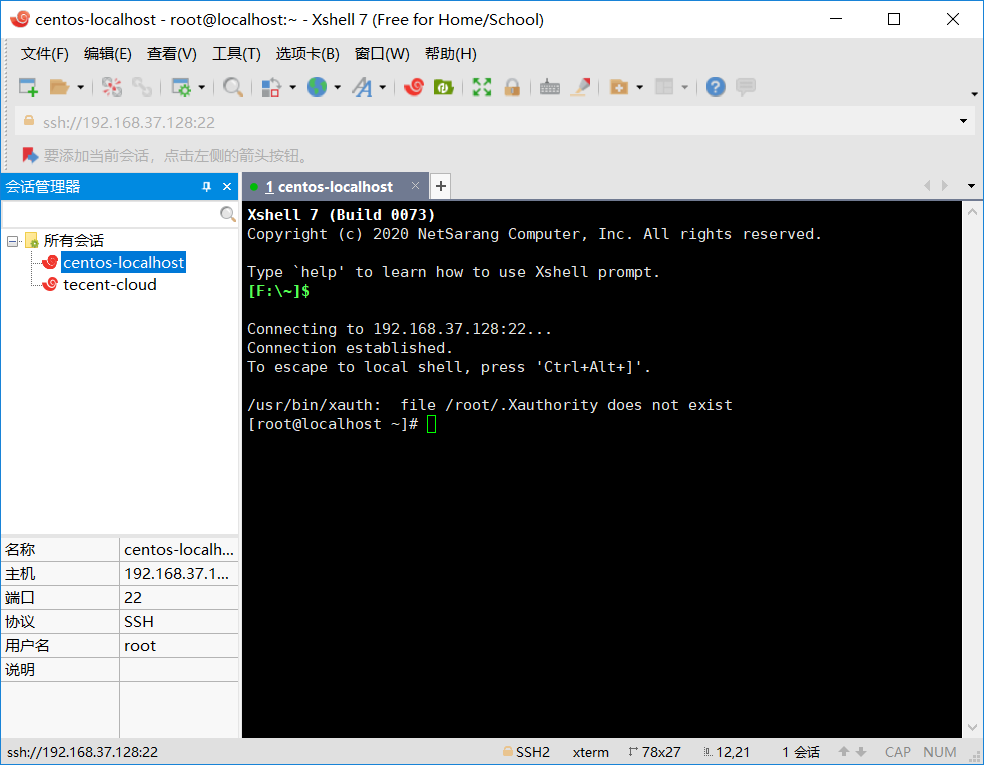 centos-localhost - root@localhost:~ - Xshell 7 (Free for Home/School)
文件(F) 编辑(E) 查看(V) 工具(T) 选项卡(B) 窗口(W) 帮助(H)
ssh://192.168.37.128:22
要添加当前会话，点击左侧的箭头按钮。
会话管理器
1 centos-localhost
所有会话
centos-localhost
tecent-cloud
Xshell 7 (Build 0073)
Copyright (c) 2020 NetSarang Computer, Inc. All rights reserved.
Type `help' to learn how to use Xshell prompt.
[F:\~]$
Connecting to 192.168.37.128:22...
Connection established.
To escape to local shell, press 'Ctrl+Alt+]'.
/usr/bin/xauth:  file /root/.Xauthority does not exist
[root@localhost ~]#
名称 centos-localh...
主机 192.168.37.1...
端口 22
协议 SSH
用户名 root
说明
ssh://192.168.37.128:22 SSH2 xterm 78x27 12,21 1 会话 CAP NUM